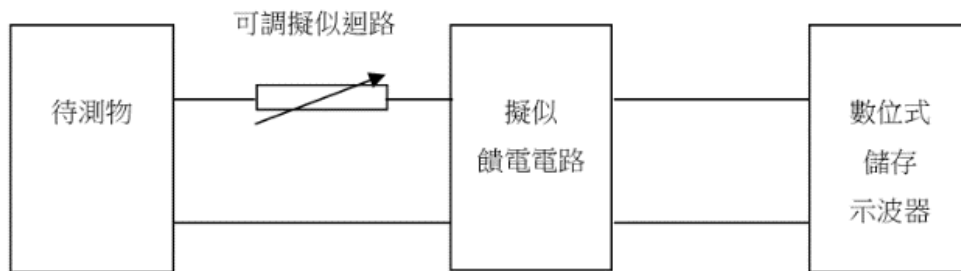 可調擬似迴路
待測物
擬似
饋電電路
數位式
儲存
示波器